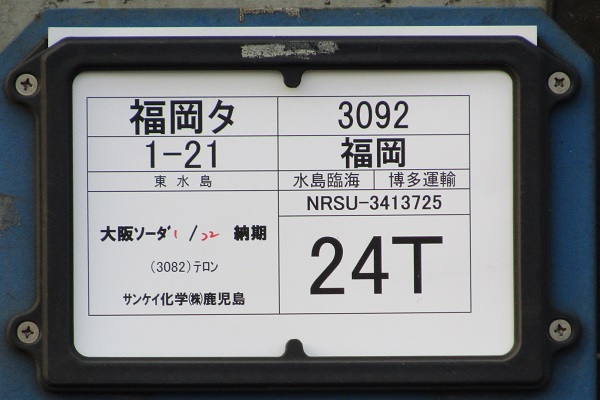 福岡タ 3092
1-21 福岡
東水島 水島臨海 博多運輸
NRSU-3413725
大阪ソーダ 1/22 納期
24T
(3082)テロン
サンケイ化学㈱鹿児島